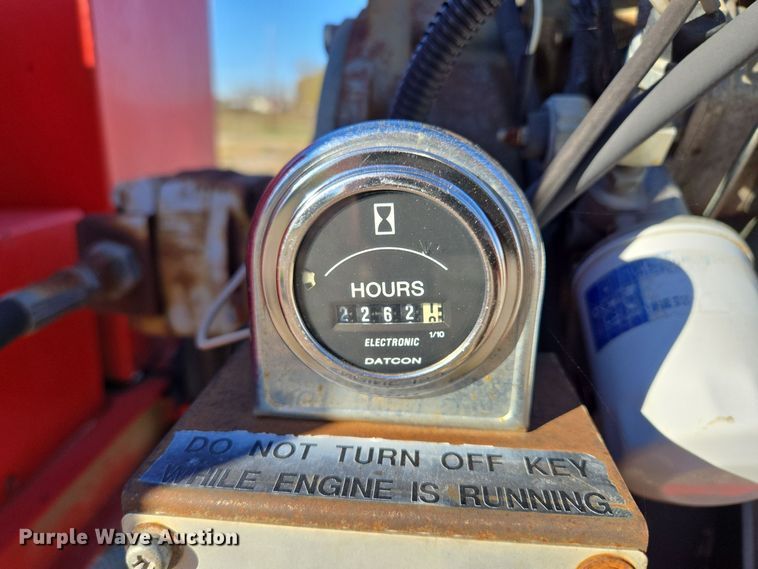 HOURS
2262
1/10
ELECTRONIC
DATCON
DO NOT TURN OFF KEY
WHILE ENGINE IS RUNNING
Purple Wave Auction®